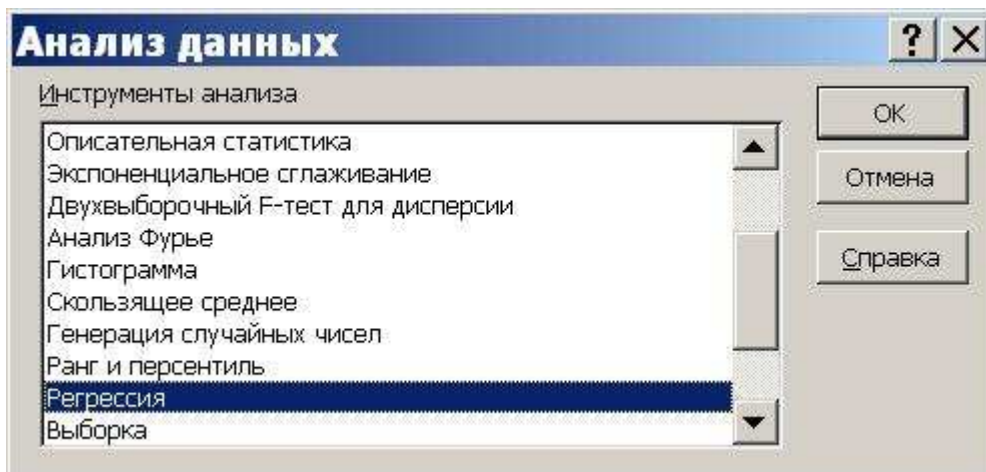 Анализ данных
?
Инструменты анализа
Описательная статистика
Экспоненциальное сглаживание
Двухвыборочный F-тест для дисперсии
Анализ Фурье
Гистограмма
Скользящее среднее
Генерация случайных чисел
Ранг и персентиль
Регрессия
Выборка
OK
Отмена
Справка